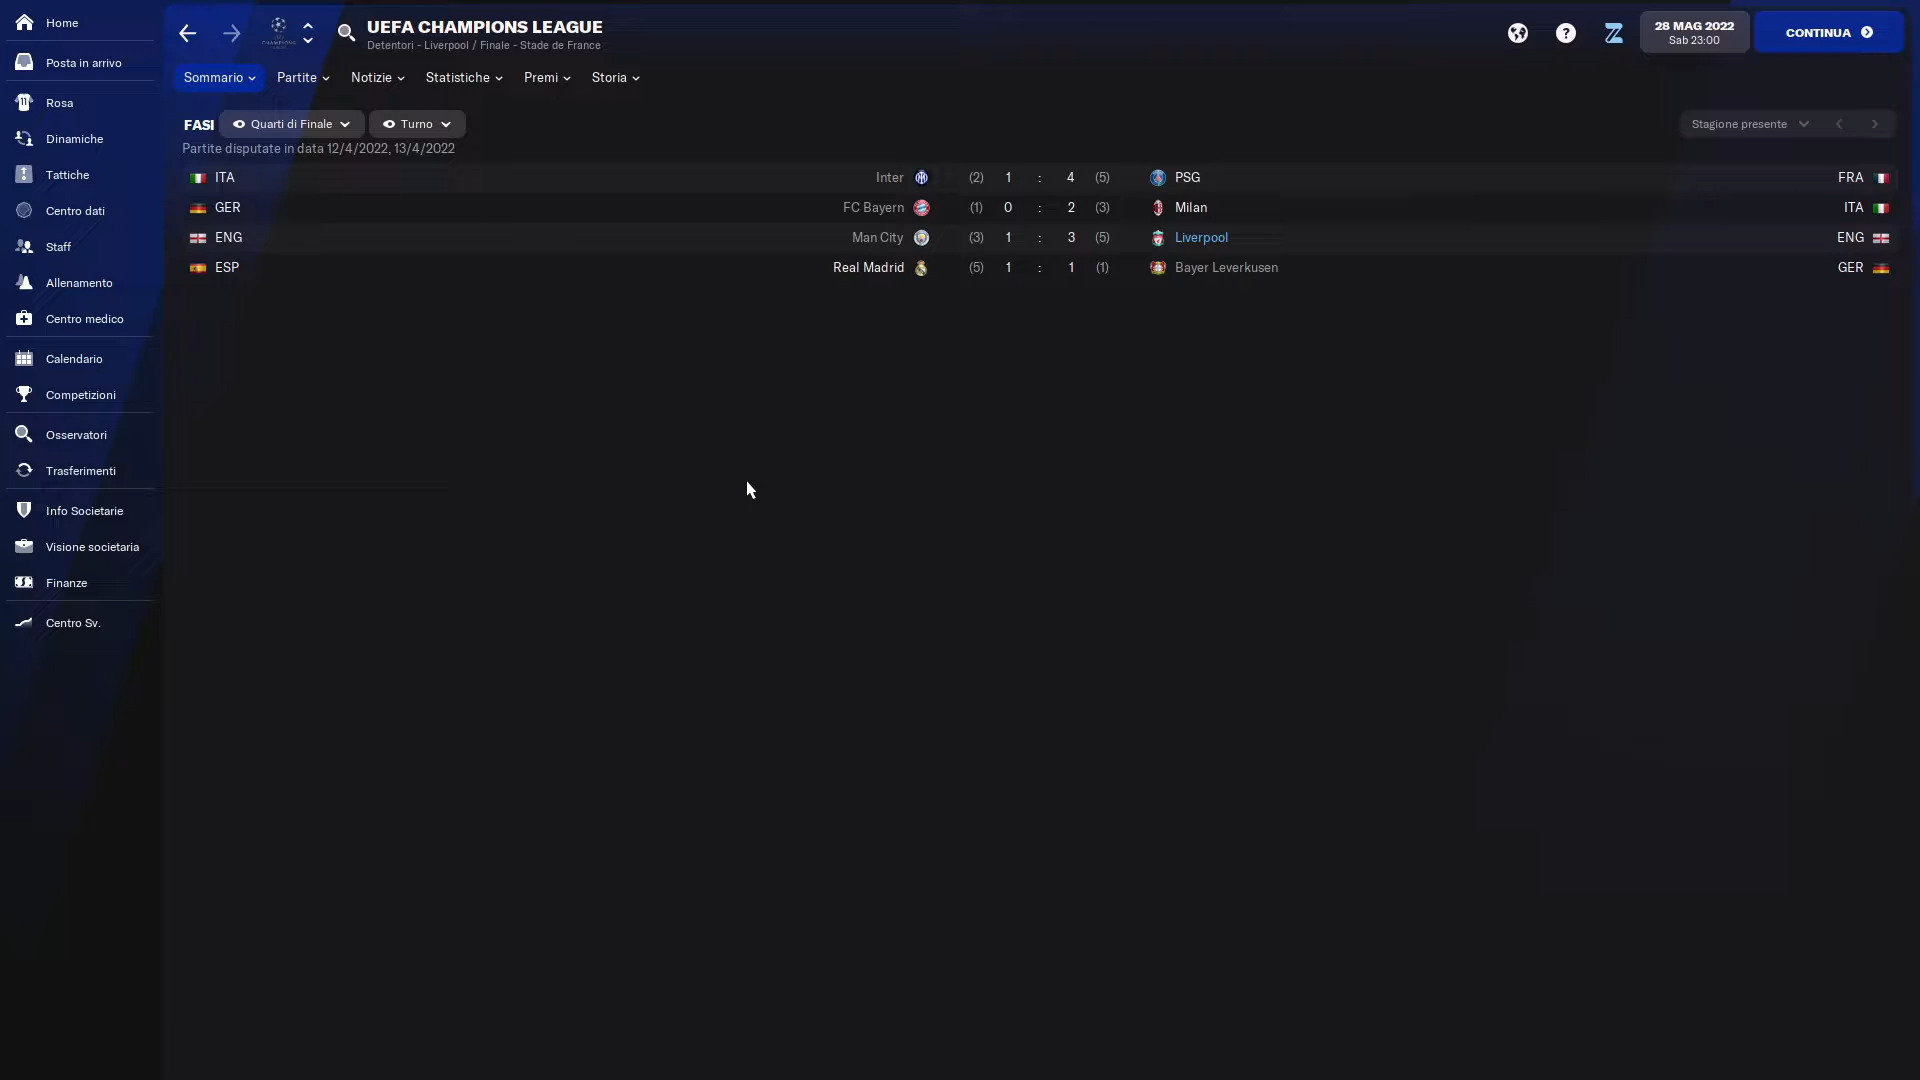 Home
Posta in arrivo
Rosa
Dinamiche
Tattiche
Centro dati
Staff
Allenamento
Centro medico
Calendario
Competizioni
Osservatori
Trasferimenti
Info Societarie
Visione societaria
Finanze
Centro Sv.
UEFA CHAMPIONS LEAGUE
Detentori - Liverpool / Finale - Stade de France
28 MAG 2022
Sab 23:00
CONTINUA
Sommario Partite Notizie Statistiche Premi Storia
FASI Quarti di Finale Turno Stagione presente
Partite disputate in data 12/4/2022, 13/4/2022
ITA Inter (2) 1 : 4 (5) PSG FRA
GER FC Bayern (1) 0 : 2 (3) Milan ITA
ENG Man City (3) 1 : 3 (5) Liverpool ENG
ESP Real Madrid (5) 1 : 1 (1) Bayer Leverkusen GER